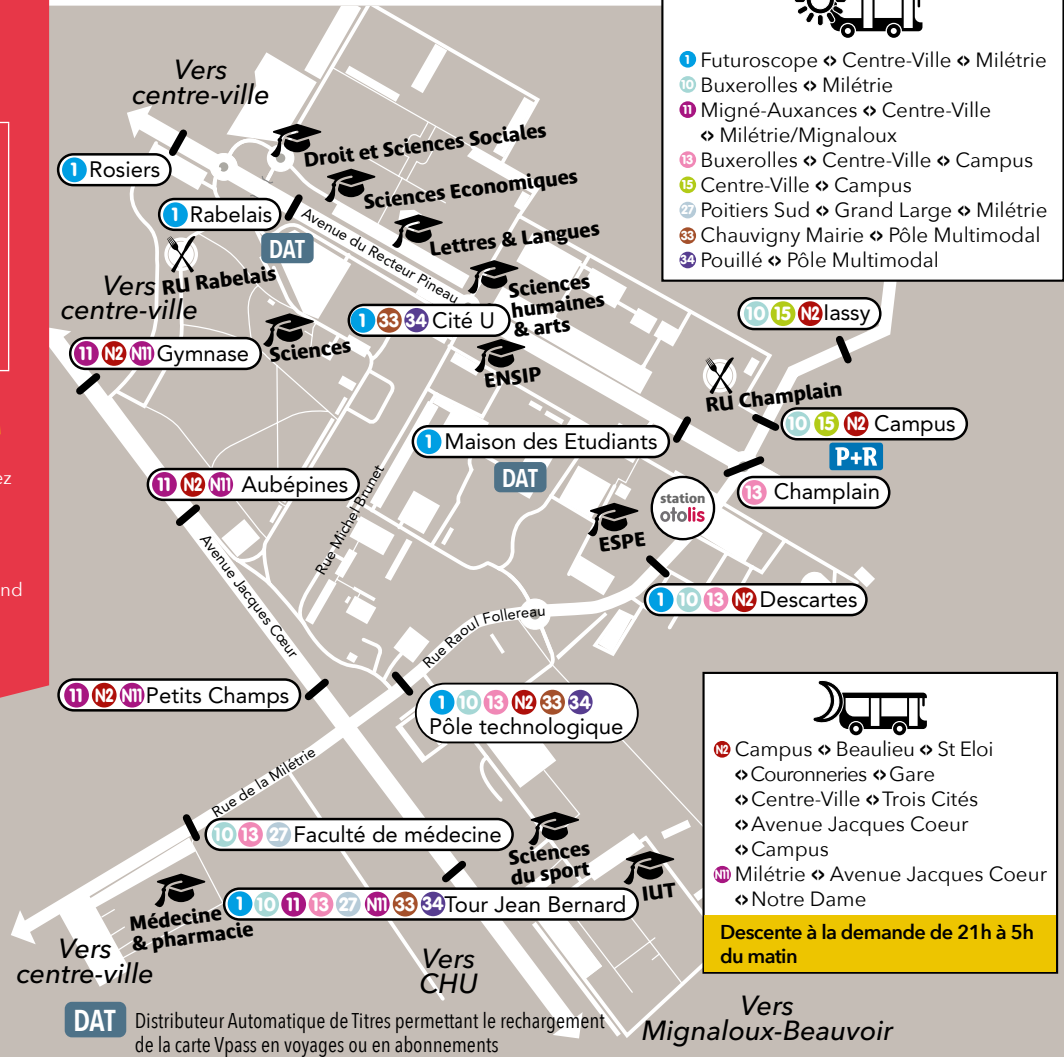 1 Futuroscope <> Centre-Ville <> Milétrie
10 Buxerolles <> Milétrie
11 Migné-Auxances <> Centre-Ville
<> Milétrie/Mignaloux
13 Buxerolles <> Centre-Ville <> Campus
15 Centre-Ville <> Campus
27 Poitiers Sud <> Grand Large <> Milétrie
33 Chauvigny Mairie <> Pôle Multimodal
34 Pouillé <> Pôle Multimodal
Vers
centre-ville
Droit et Sciences Sociales
1 Rosiers
Sciences Economiques
1 Rabelais
DAT
Avenue du Recteur Pineau
Lettres & Langues
RU Rabelais
Vers
centre-ville
Sciences
humaines
& arts
1 33 34 Cité U
10 15 N2 lassy
11 N2 N11 Gymnase
Sciences
ENSIP
RU Champlain
10 15 N2 Campus
P+R
1 Maison des Etudiants
DAT
ez
11 N2 N11 Aubépines
Rue Michel Brunet
13 Champlain
station
otolis
ESPE
Avenue Jacques Cœur
nd
1 10 13 N2 Descartes
Rue Raoul Follereau
11 N2 N11 Petits Champs
1 10 13 N2 33 34
Pôle technologique
Rue de la Milétrie
10 13 27 Faculté de médecine
Sciences
du sport
IUT
1 10 11 13 27 N11 33 34 Tour Jean Bernard
Médecine
& pharmacie
Vers
centre-ville
Vers
CHU
Vers
Mignaloux-Beauvoir
N2 Campus <> Beaulieu <> St Eloi
<> Couronneries <> Gare
<> Centre-Ville <> Trois Cités
<> Avenue Jacques Coeur
<> Campus
N11 Milétrie <> Avenue Jacques Coeur
<> Notre Dame
Descente à la demande de 21h à 5h
du matin
DAT Distributeur Automatique de Titres permettant le rechargement
de la carte Vpass en voyages ou en abonnements